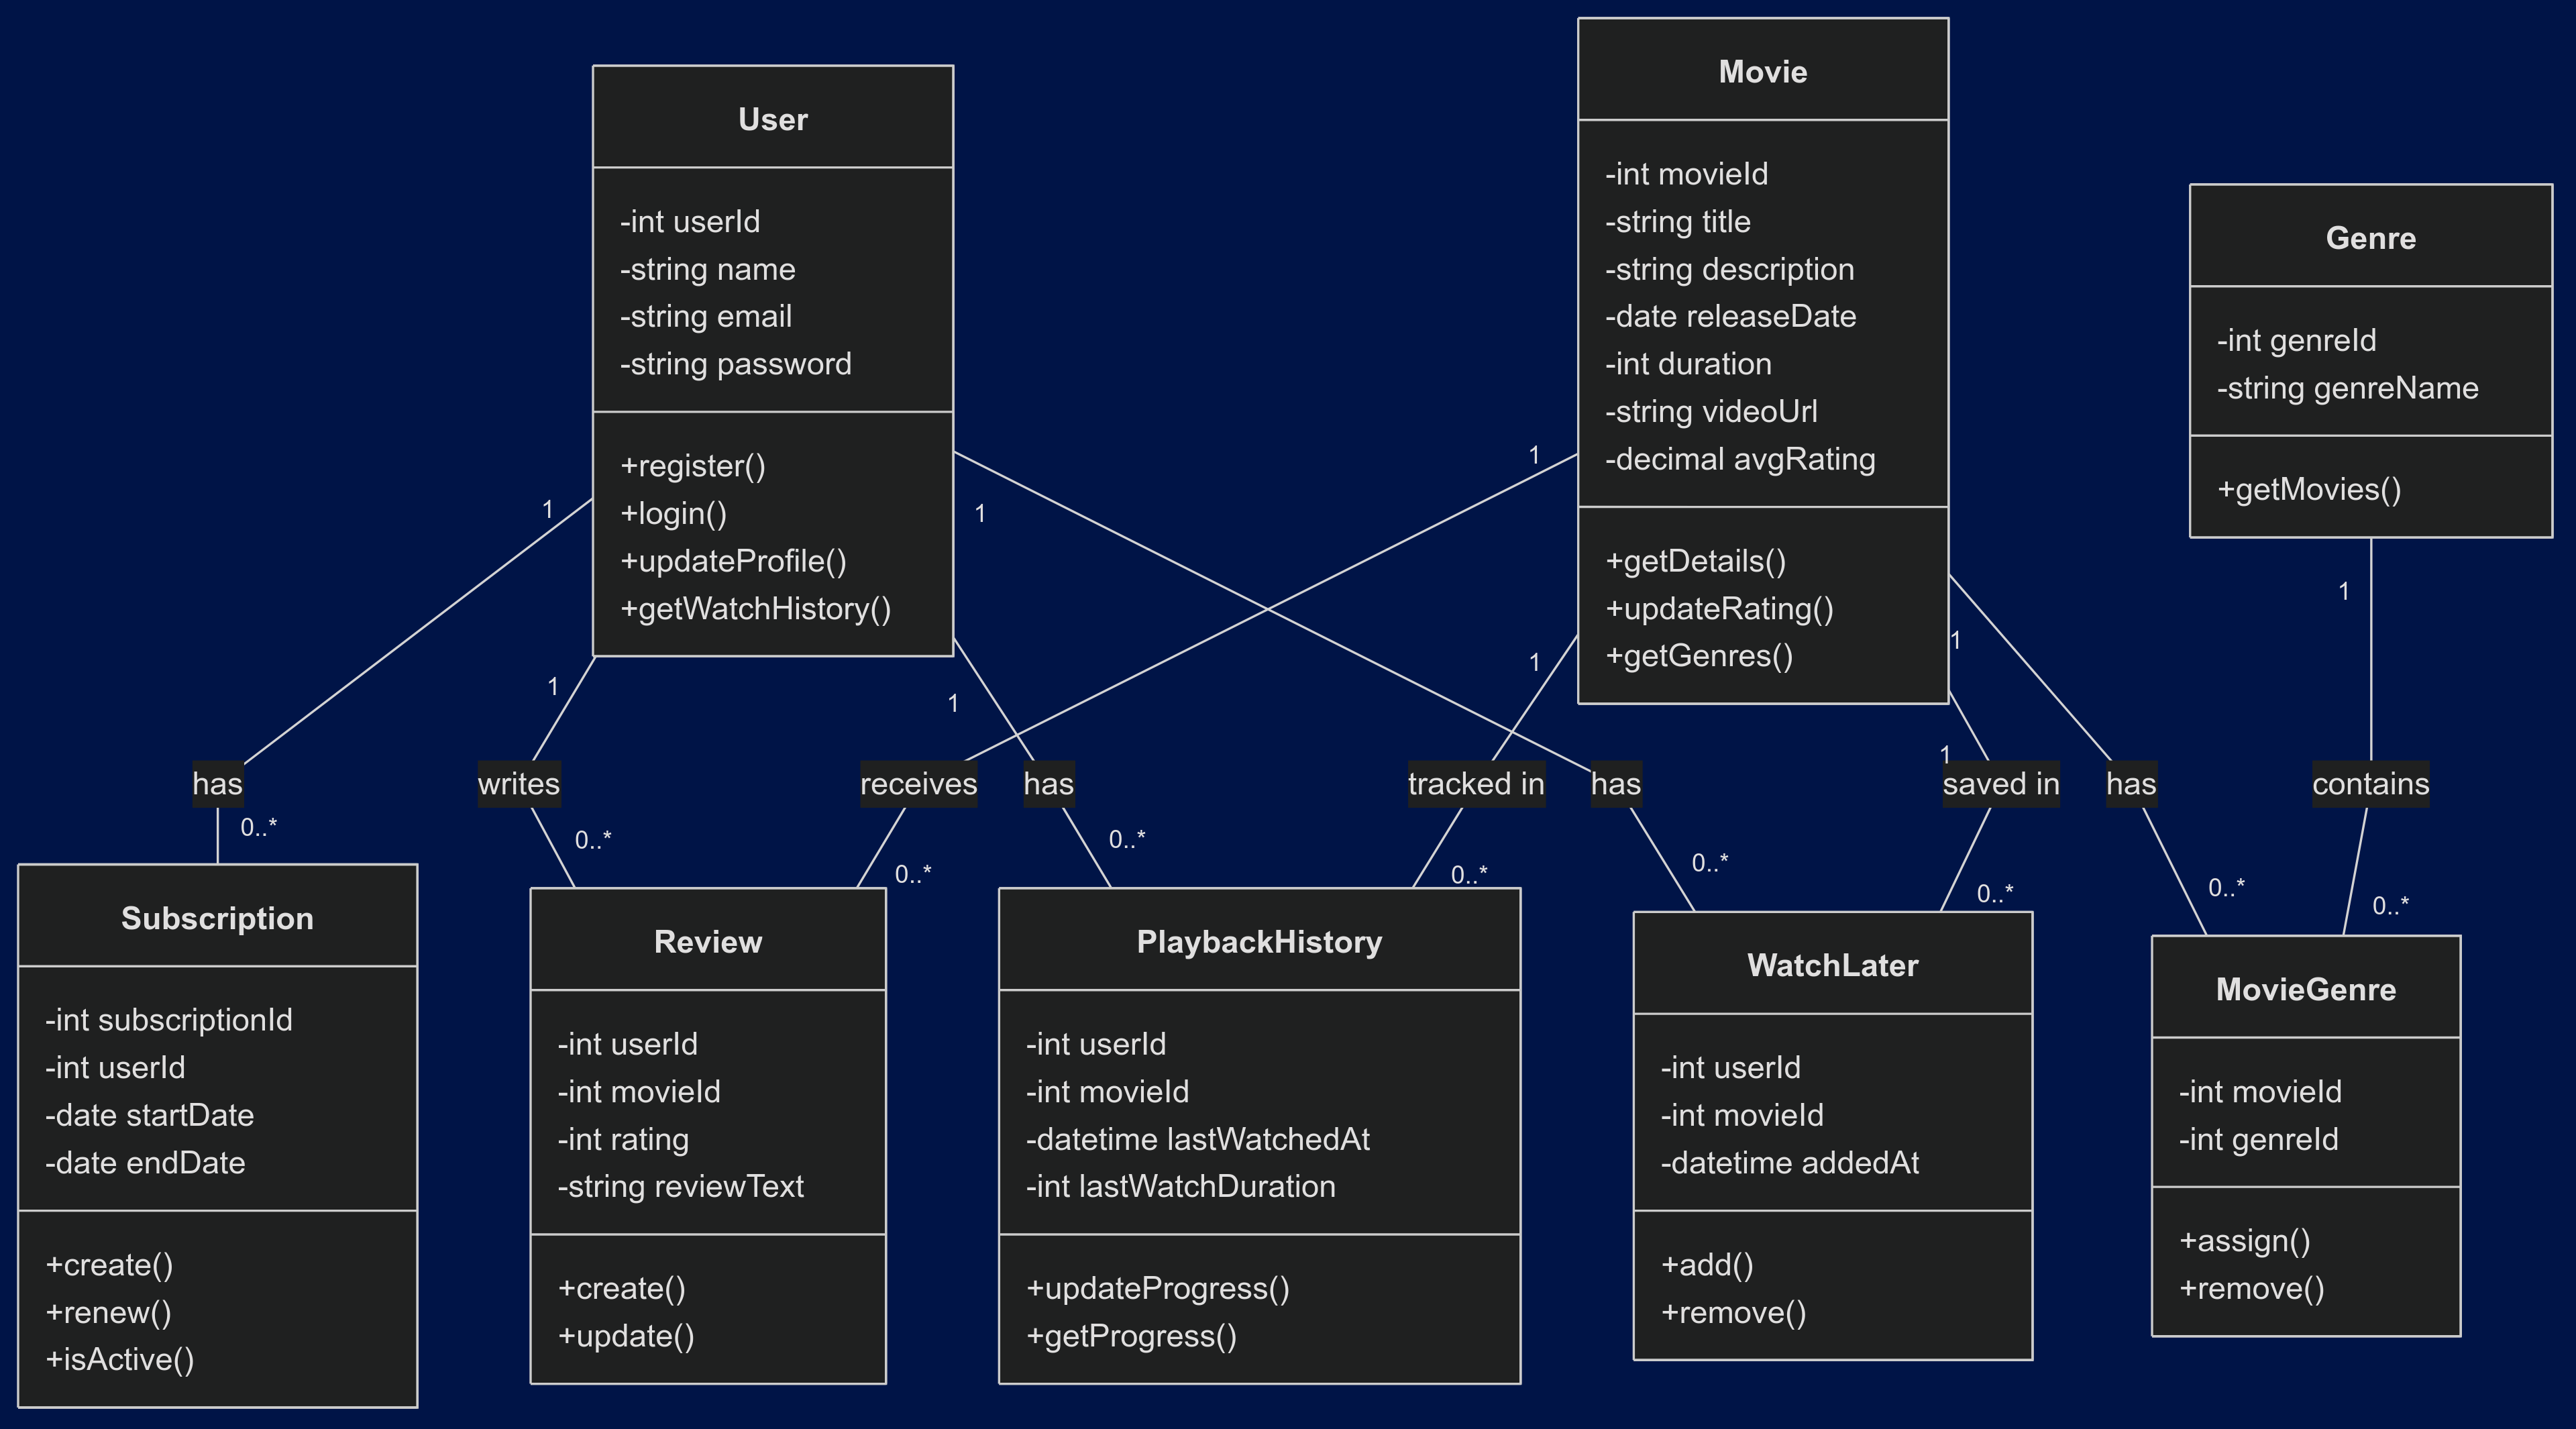 User
-int userId
-string name
-string email
-string password
+register()
+login()
+updateProfile()
+getWatchHistory()
Movie
-int movieId
-string title
-string description
-date releaseDate
-int duration
-string videoUrl
-decimal avgRating
+getDetails()
+updateRating()
+getGenres()
Genre
-int genreId
-string genreName
+getMovies()
1
1
1
1
1
1
1
1
1
has
writes
receives
has
tracked in
has
saved in
has
contains
0..*
0..*
0..*
0..*
0..*
0..*
0..*
0..*
0..*
Subscription
-int subscriptionId
-int userId
-date startDate
-date endDate
+create()
+renew()
+isActive()
Review
-int userId
-int movieId
-int rating
-string reviewText
+create()
+update()
PlaybackHistory
-int userId
-int movieId
-datetime lastWatchedAt
-int lastWatchDuration
+updateProgress()
+getProgress()
WatchLater
-int userId
-int movieId
-datetime addedAt
+add()
+remove()
MovieGenre
-int movieId
-int genreId
+assign()
+remove()